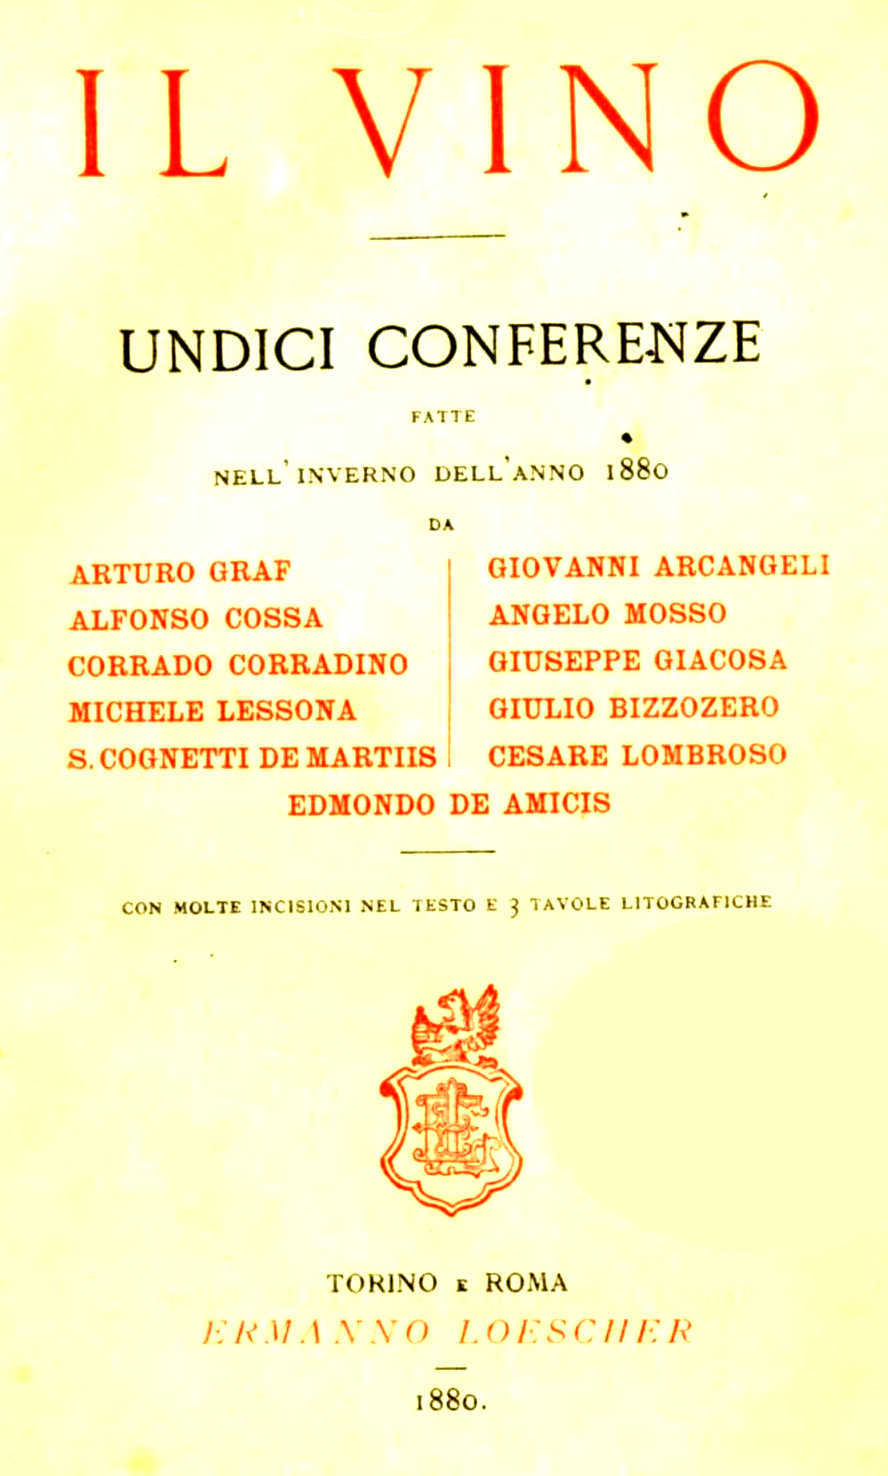 IL VINO
UNDICI CONFERENZE
FATTE
NELL'INVERNO DELL'ANNO 1880
DA
ARTURO GRAF
ALFONSO COSSA
CORRADO CORRADINO
MICHELE LESSONA
S. COGNETTI DE MARTIIS
GIOVANNI ARCANGELI
ANGELO MOSSO
GIUSEPPE GIACOSA
GIULIO BIZZOZERO
CESARE LOMBROSO
EDMONDO DE AMICIS
CON MOLTE INCISIONI NEL TESTO E 3 TAVOLE LITOGRAFICHE
TORINO E ROMA
ERMANNO LOESCHER
1880.